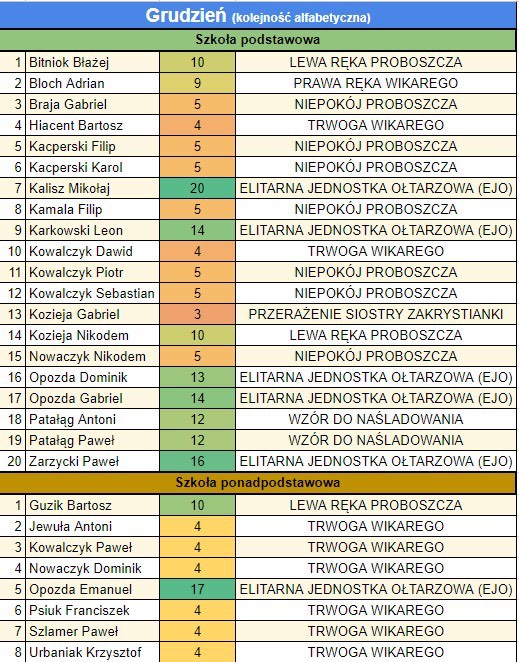 Grudzień (kolejność alfabetyczna)
Szkoła podstawowa
1 Bitniok Błażej 10 LEWA RĘKA PROBOSZCZA
2 Bloch Adrian 9 PRAWA RĘKA WIKAREGO
3 Braja Gabriel 5 NIEPOKÓJ PROBOSZCZA
4 Hiacent Bartosz 4 TRWOGA WIKAREGO
5 Kacperski Filip 5 NIEPOKÓJ PROBOSZCZA
6 Kacperski Karol 5 NIEPOKÓJ PROBOSZCZA
7 Kalisz Mikołaj 20 ELITARNA JEDNOSTKA OŁTARZOWA (EJO)
8 Kamala Filip 5 NIEPOKÓJ PROBOSZCZA
9 Karkowski Leon 14 ELITARNA JEDNOSTKA OŁTARZOWA (EJO)
10 Kowalczyk Dawid 4 TRWOGA WIKAREGO
11 Kowalczyk Piotr 5 NIEPOKÓJ PROBOSZCZA
12 Kowalczyk Sebastian 5 NIEPOKÓJ PROBOSZCZA
13 Kozieja Gabriel 3 PRZERAŻENIE SIOSTRY ZAKRYSTIANKI
14 Kozieja Nikodem 10 LEWA RĘKA PROBOSZCZA
15 Nowaczyk Nikodem 5 NIEPOKÓJ PROBOSZCZA
16 Opozda Dominik 13 ELITARNA JEDNOSTKA OŁTARZOWA (EJO)
17 Opozda Gabriel 14 ELITARNA JEDNOSTKA OŁTARZOWA (EJO)
18 Patałąg Antoni 12 WZÓR DO NAŚLADOWANIA
19 Patałąg Paweł 12 WZÓR DO NAŚLADOWANIA
20 Zarzycki Paweł 16 ELITARNA JEDNOSTKA OŁTARZOWA (EJO)
Szkoła ponadpodstawowa
1 Guzik Bartosz 10 LEWA RĘKA PROBOSZCZA
2 Jewuła Antoni 4 TRWOGA WIKAREGO
3 Kowalczyk Paweł 4 TRWOGA WIKAREGO
4 Nowaczyk Dominik 4 TRWOGA WIKAREGO
5 Opozda Emanuel 17 ELITARNA JEDNOSTKA OŁTARZOWA (EJO)
6 Psiuk Franciszek 4 TRWOGA WIKAREGO
7 Szlamer Paweł 4 TRWOGA WIKAREGO
8 Urbaniak Krzysztof 4 TRWOGA WIKAREGO